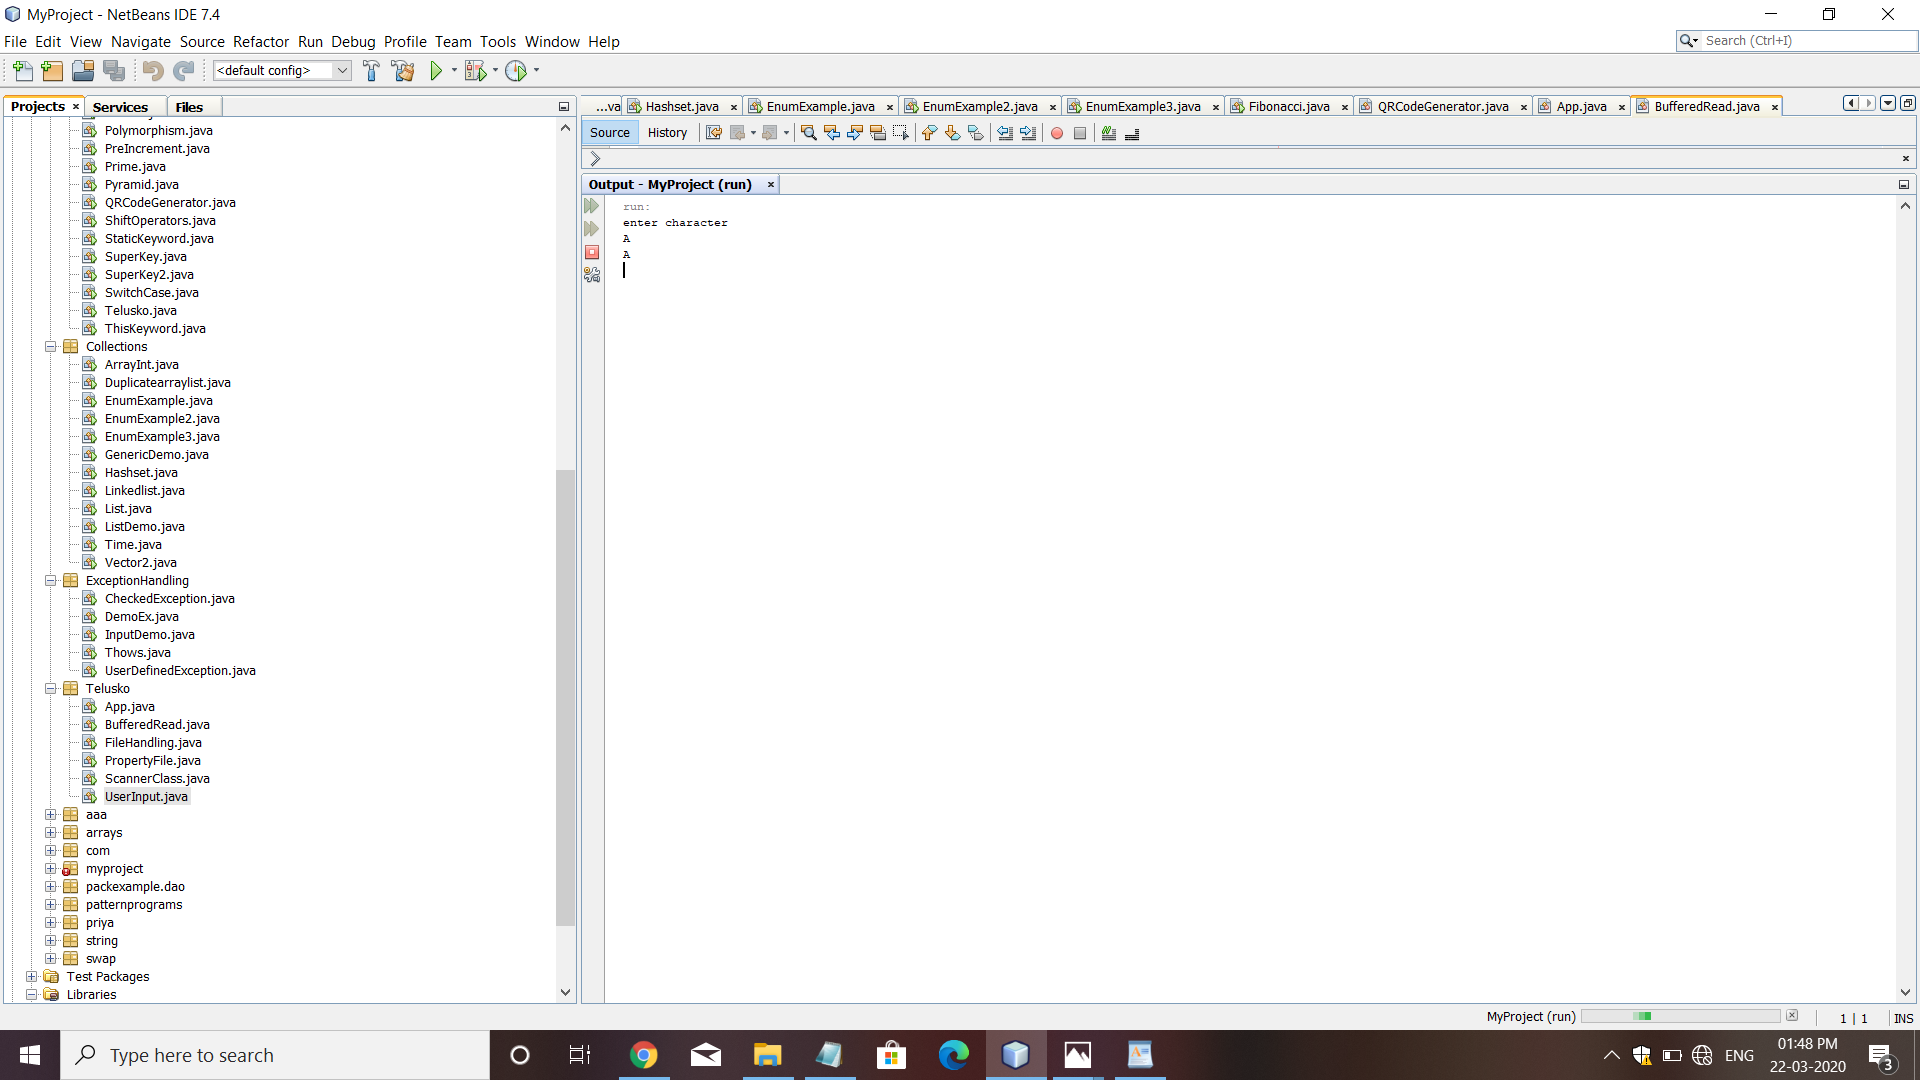 MyProject - NetBeans IDE 7.4
File Edit View Navigate Source Refactor Run Debug Profile Team Tools Window Help
Search (Ctrl+I)
<default config>
Projects Services Files
Polymorphism.java
PreIncrement.java
Prime.java
Pyramid.java
QRCodeGenerator.java
ShiftOperators.java
StaticKeyword.java
SuperKey.java
SuperKey2.java
SwitchCase.java
Telusko.java
ThisKeyword.java
Collections
ArrayInt.java
Duplicatearraylist.java
EnumExample.java
EnumExample2.java
EnumExample3.java
GenericDemo.java
Hashset.java
Linkedlist.java
List.java
ListDemo.java
Time.java
Vector2.java
ExceptionHandling
CheckedException.java
DemoEx.java
InputDemo.java
Thows.java
UserDefinedException.java
Telusko
App.java
BufferedRead.java
FileHandling.java
PropertyFile.java
ScannerClass.java
UserInput.java
aaa
arrays
com
myproject
packexample.dao
patternprograms
priya
string
swap
Test Packages
Libraries
...va Hashset.java EnumExample.java EnumExample2.java EnumExample3.java Fibonacci.java QRCodeGenerator.java App.java BufferedRead.java
Source History
Output - MyProject (run)
run:
enter character
A
A
MyProject (run) 1 | 1 INS
Type here to search
ENG
01:48 PM
22-03-2020
3